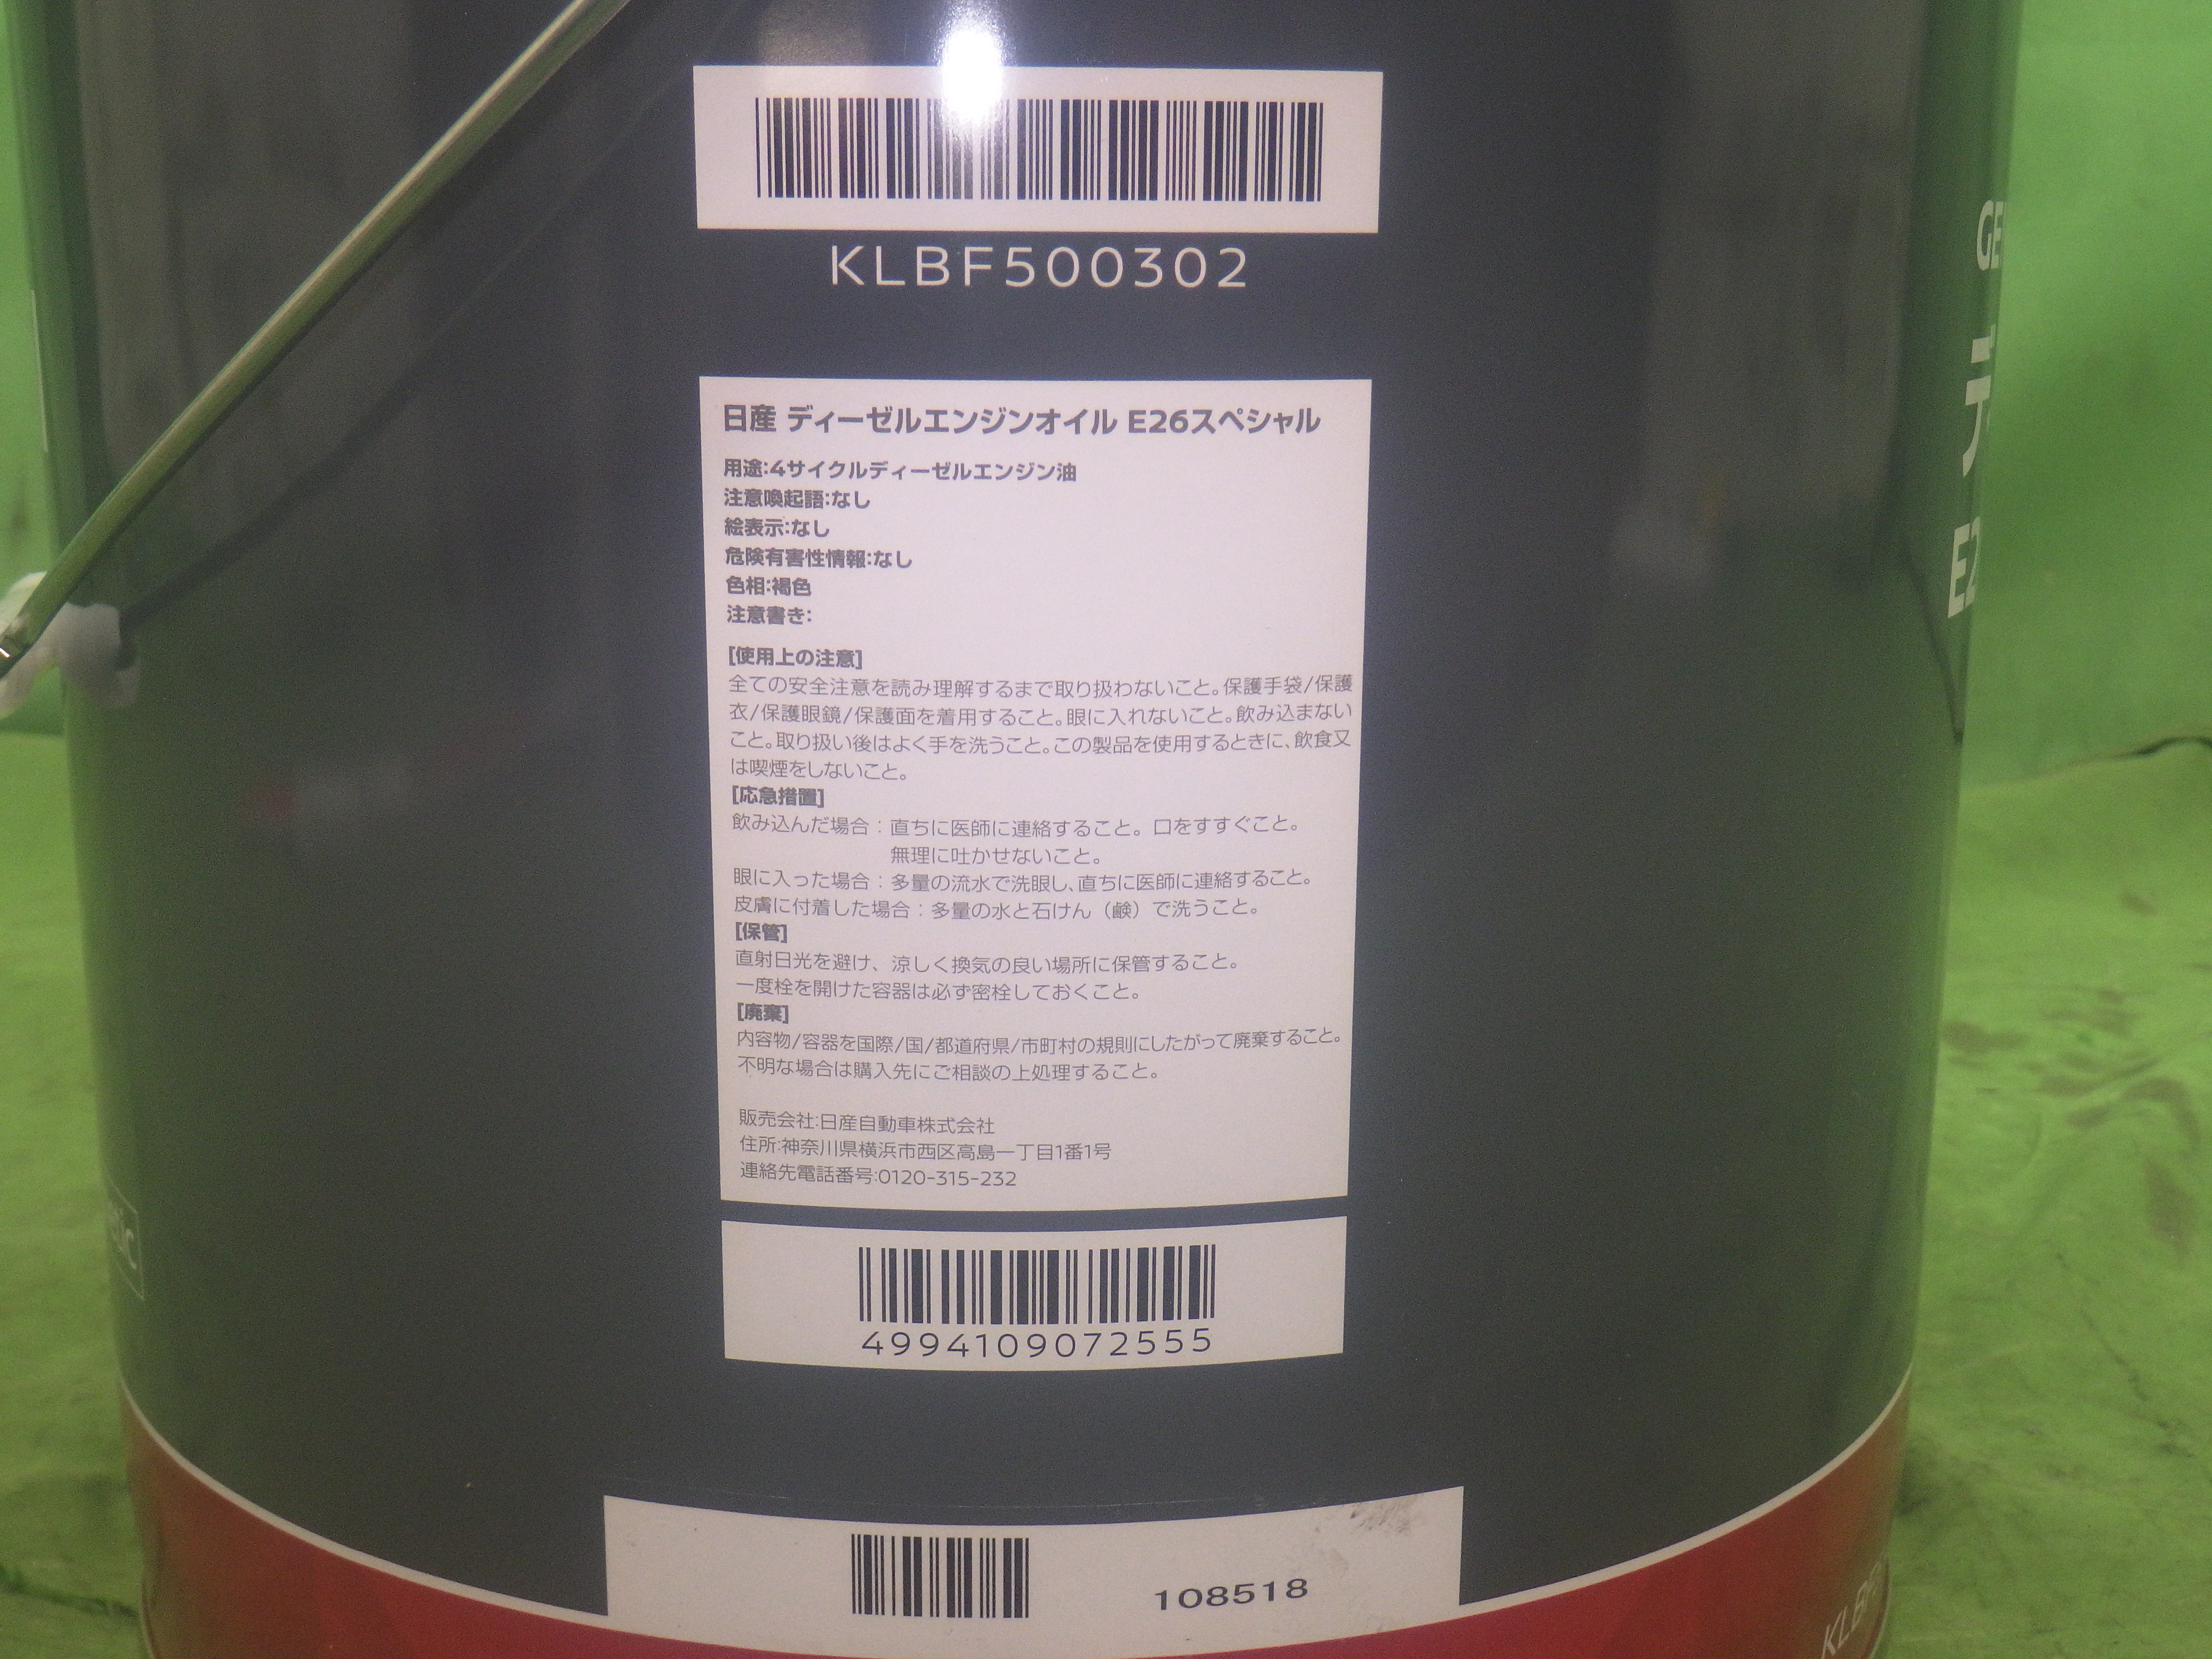 KLBF500302
日産 ディーゼルエンジンオイル E26スペシャル
用途:4サイクルディーゼルエンジン油
注意喚起語:なし
絵表示:なし
危険有害性情報:なし
色相:褐色
注意書き:
[使用上の注意]
全ての安全注意を読み理解するまで取り扱わないこと。保護手袋/保護
衣/保護眼鏡/保護面を着用すること。眼に入れないこと。飲み込まない
こと。取り扱い後はよく手を洗うこと。この製品を使用するときに、飲食又
は喫煙をしないこと。
[応急措置]
飲み込んだ場合：直ちに医師に連絡すること。口をすすぐこと。
無理に吐かせないこと。
眼に入った場合：多量の流水で洗眼し、直ちに医師に連絡すること。
皮膚に付着した場合：多量の水と石けん（鹸）で洗うこと。
[保管]
直射日光を避け、涼しく換気の良い場所に保管すること。
一度栓を開けた容器は必ず密栓しておくこと。
[廃棄]
内容物/容器を国際/国/都道府県/市町村の規則にしたがって廃棄すること。
不明な場合は購入先にご相談の上処理すること。
販売会社:日産自動車株式会社
住所:神奈川県横浜市西区高島一丁目1番1号
連絡先電話番号:0120-315-232
4994109072555
108518
GE
E2
KLBF